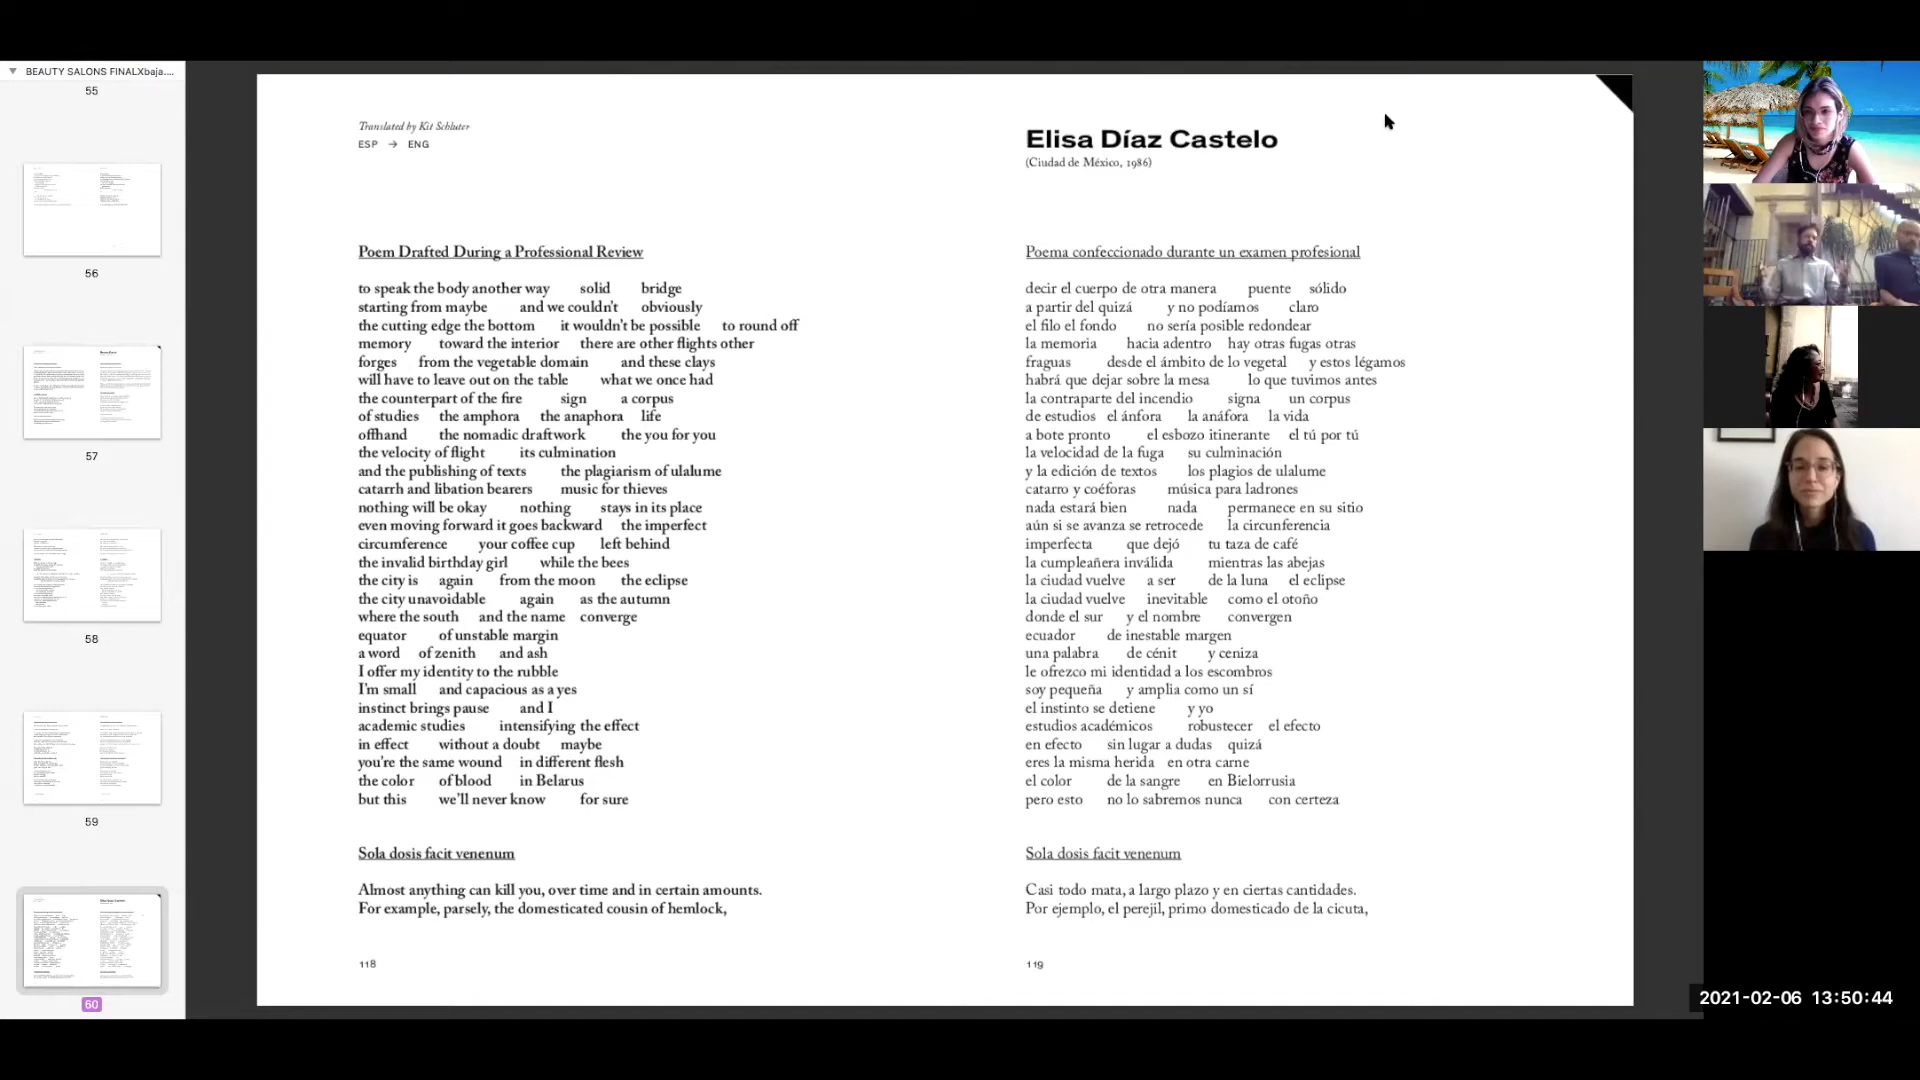 BEAUTY SALONS FINALXbaja....
55
56
57
58
59
60
Translated by Kit Schluter
ESP → ENG
Poem Drafted During a Professional Review
to speak the body another way solid bridge
starting from maybe and we couldn't obviously
the cutting edge the bottom it wouldn't be possible to round off
memory toward the interior there are other flights other
forges from the vegetable domain and these clays
will have to leave out on the table what we once had
the counterpart of the fire sign a corpus
of studies the amphora the anaphora life
offhand the nomadic draftwork the you for you
the velocity of flight its culmination
and the publishing of texts the plagiarism of ulalume
catarrh and libation bearers music for thieves
nothing will be okay nothing stays in its place
even moving forward it goes backward the imperfect
circumference your coffee cup left behind
the invalid birthday girl while the bees
the city is again from the moon the eclipse
the city unavoidable again as the autumn
where the south and the name converge
equator of unstable margin
a word of zenith and ash
I offer my identity to the rubble
I'm small and capacious as a yes
instinct brings pause and I
academic studies intensifying the effect
in effect without a doubt maybe
you're the same wound in different flesh
the color of blood in Belarus
but this we'll never know for sure
Sola dosis facit venenum
Almost anything can kill you, over time and in certain amounts.
For example, parsely, the domesticated cousin of hemlock,
118
Elisa Díaz Castelo
(Ciudad de México, 1986)
Poema confeccionado durante un examen profesional
decir el cuerpo de otra manera puente sólido
a partir del quizá y no podíamos claro
el filo el fondo no sería posible redondear
la memoria hacia adentro hay otras fugas otras
fraguas desde el ámbito de lo vegetal y estos légamos
habrá que dejar sobre la mesa lo que tuvimos antes
la contraparte del incendio signa un corpus
de estudios el ánfora la anáfora la vida
a bote pronto el esbozo itinerante el tú por tú
la velocidad de la fuga su culminación
y la edición de textos los plagios de ulalume
catarro y coéforas música para ladrones
nada estará bien nada permanece en su sitio
aún si se avanza se retrocede la circunferencia
imperfecta que dejó tu taza de café
la cumpleañera inválida mientras las abejas
la ciudad vuelve a ser de la luna el eclipse
la ciudad vuelve inevitable como el otoño
donde el sur y el nombre convergen
ecuador de inestable margen
una palabra de cénit y ceniza
le ofrezco mi identidad a los escombros
soy pequeña y amplia como un sí
el instinto se detiene y yo
estudios académicos robustecer el efecto
en efecto sin lugar a dudas quizá
eres la misma herida en otra carne
el color de la sangre en Bielorrusia
pero esto no lo sabremos nunca con certeza
Sola dosis facit venenum
Casi todo mata, a largo plazo y en ciertas cantidades.
Por ejemplo, el perejil, primo domesticado de la cicuta,
119
2021-02-06 13:50:44